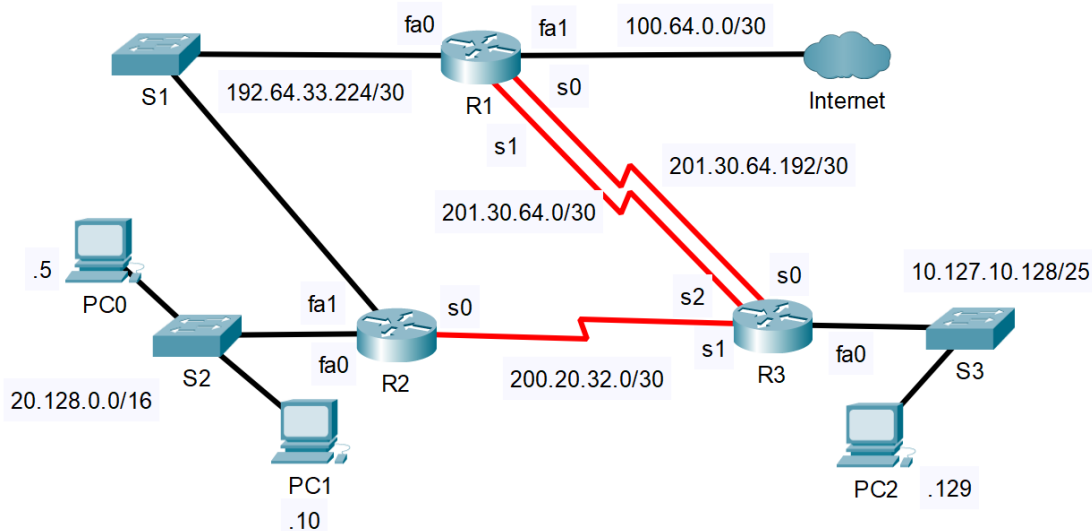 fa0
fa1
100.64.0.0/30
S1
192.64.33.224/30
R1
s0
Internet
s1
201.30.64.192/30
201.30.64.0/30
.5
PC0
fa1
s0
s2
s0
10.127.10.128/25
S2
fa0
R2
200.20.32.0/30
s1
R3
fa0
S3
20.128.0.0/16
PC1
.10
PC2
.129